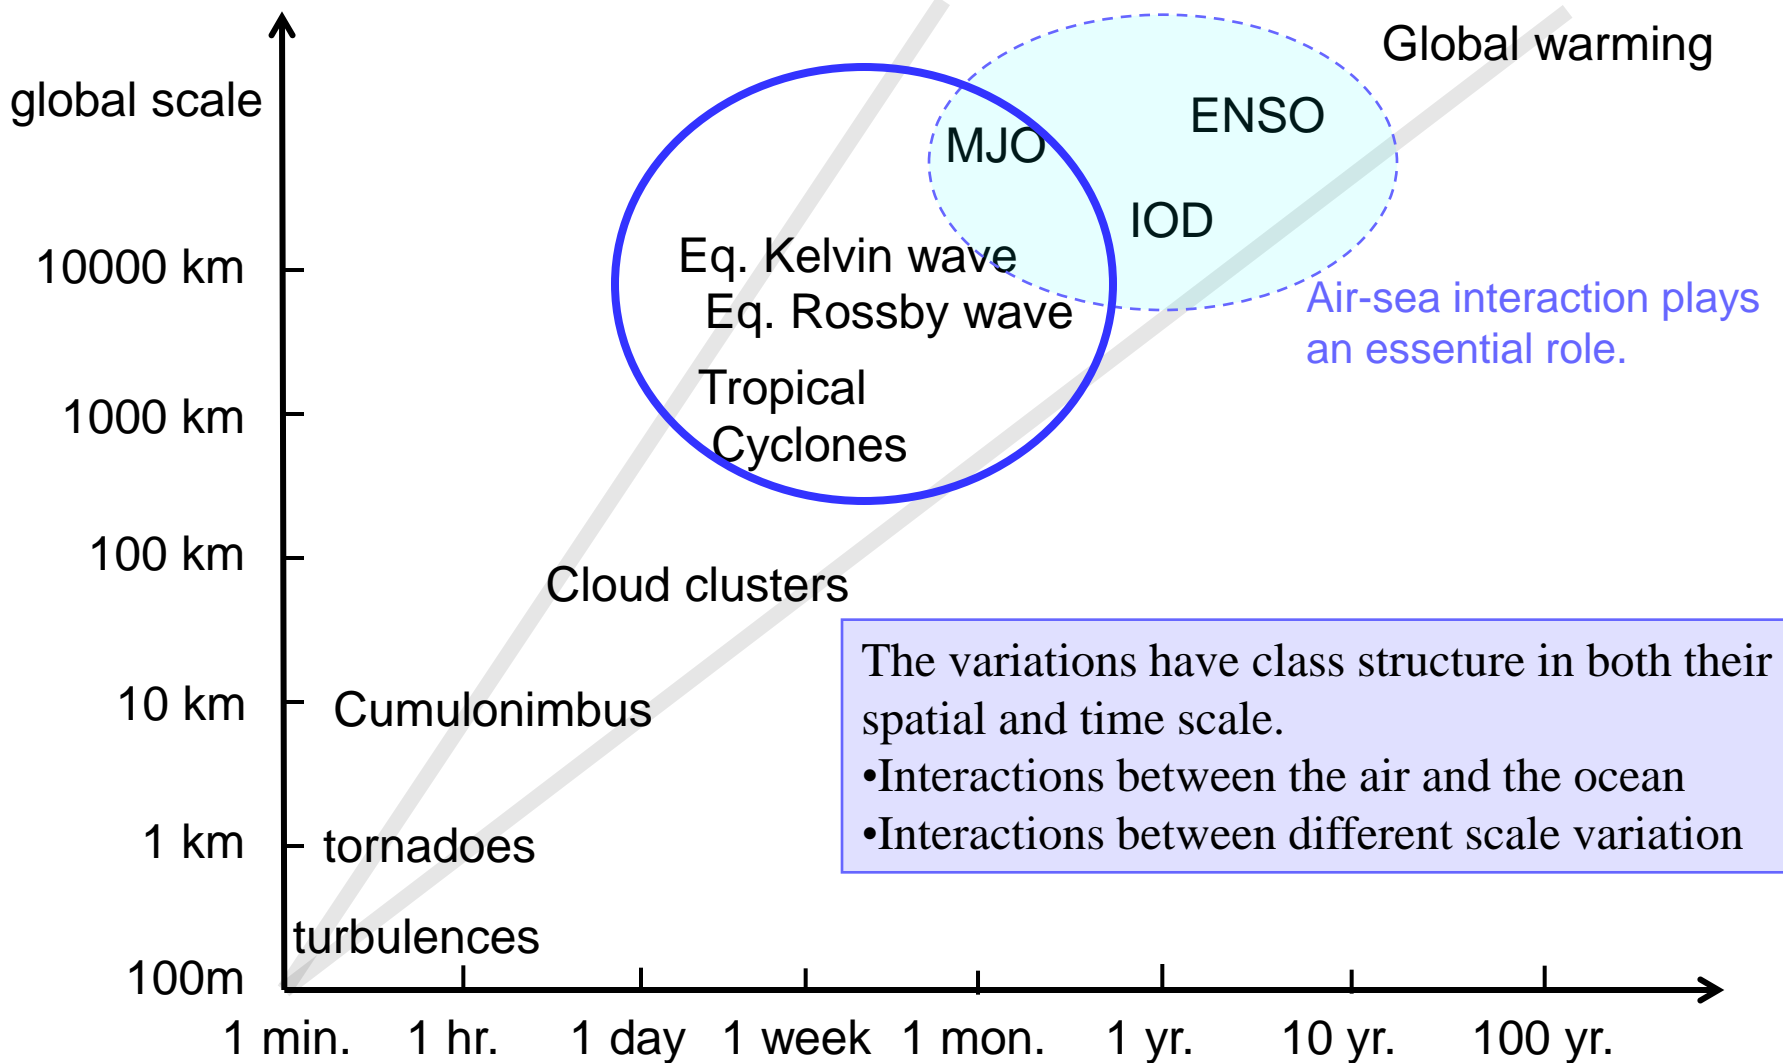 Global warming
global scale
ENSO
MJO
IOD
Eq. Kelvin wave
10000 km
Eq. Rossby wave
Air-sea interaction plays
an essential role.
Tropical
Cyclones
1000 km
100 km
Cloud clusters
The variations have class structure in both their
spatial and time scale.
•Interactions between the air and the ocean
•Interactions between different scale variation
10 km
Cumulonimbus
1 km
tornadoes
turbulences
100m
1 min. 1 hr. 1 day 1 week 1 mon. 1 yr. 10 yr. 100 yr.